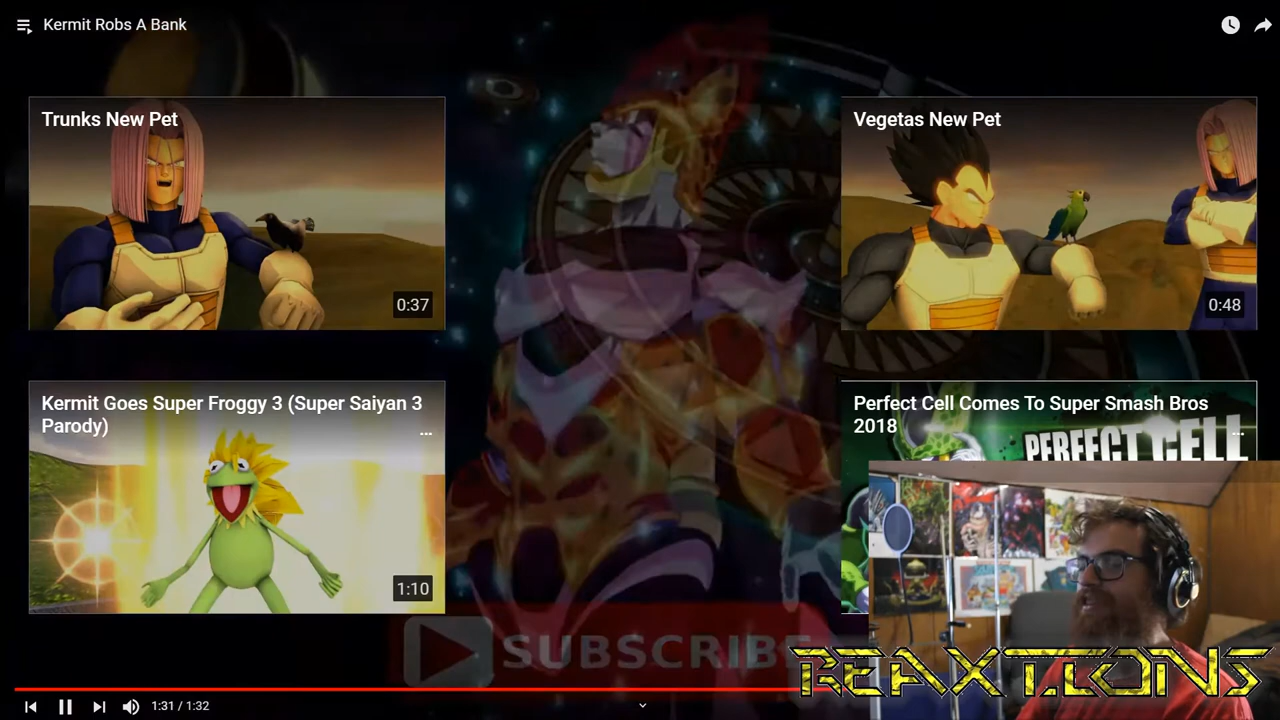 Kermit Robs A Bank
Trunks New Pet
0:37
Vegetas New Pet
0:48
Kermit Goes Super Froggy 3 (Super Saiyan 3
Parody)
1:10
Perfect Cell Comes To Super Smash Bros
2018
PERFECT CELL
SUBSCRIBE
REAXTIONS
1:31 / 1:32